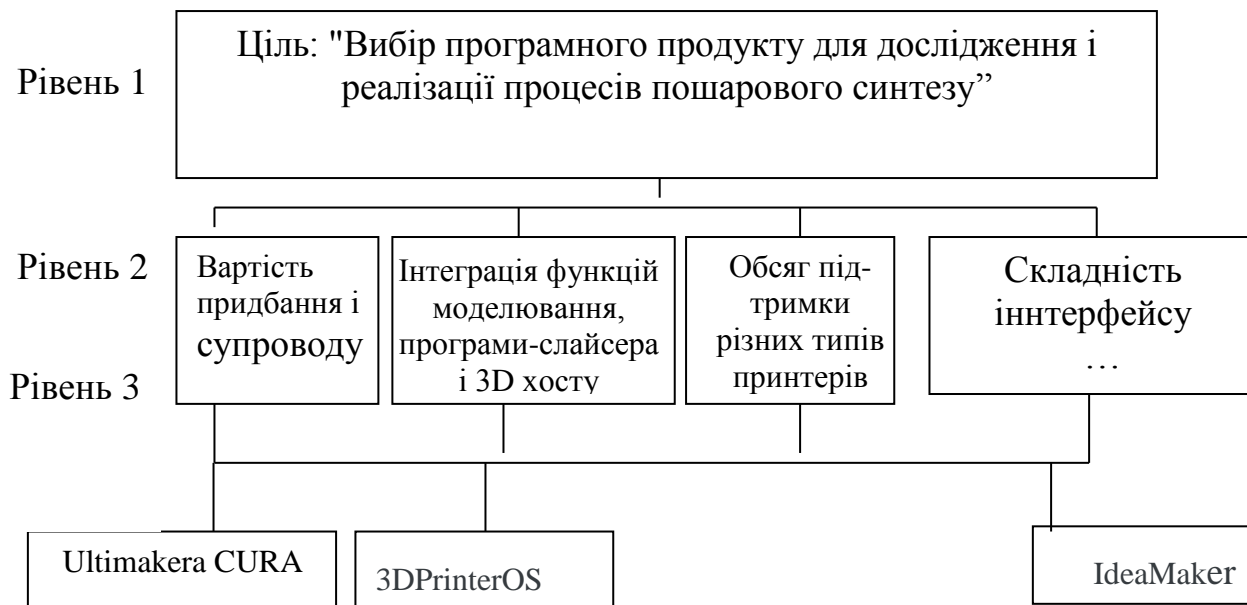 Рівень 1
Ціль: "Вибір програмного продукту для дослідження і
реалізації процесів пошарового синтезу”
Рівень 2
Вартість
придбання і
супроводу
Інтеграція функцій
моделювання,
програми-слайсера
і 3D хосту
Обсяг під-
тримки
різних типів
принтерів
Складність
іннтерфейсу
…
Рівень 3
Ultimakera CURA
3DPrinterOS
IdeaMaker